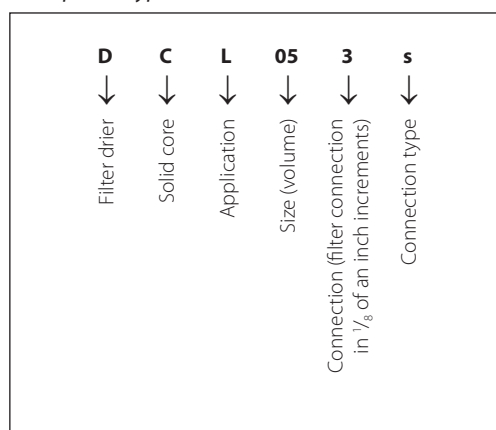 D C L 05 3 s
Filter drier
Solid core
Application
Size (volume)
Connection (filter connection
in 1/8 of an inch increments)
Connection type